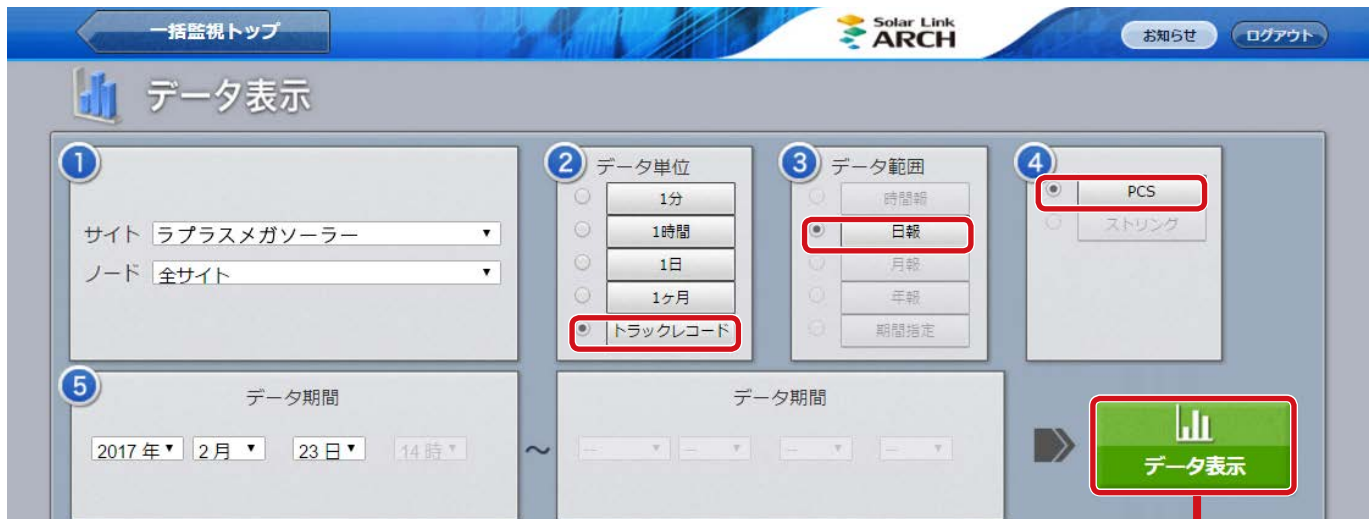 一括監視トップ
Solar Link
ARCH
お知らせ
ログアウト
データ表示
1
サイト ラプラスメガソーラー
ノード 全サイト
2 データ単位
1分
1時間
1日
1ヶ月
トラックレコード
3 データ範囲
時間報
日報
月報
年報
期間指定
4
PCS
ストリング
5 データ期間
2017 年 2 月 23 日 14 時
～
データ期間
-- -- -- --
データ表示